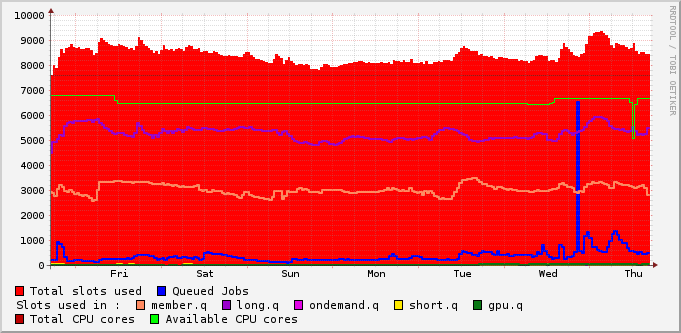 10000
9000
8000
7000
6000
5000
4000
3000
2000
1000
0
Fri Sat Sun Mon Tue Wed Thu
RRDTOOL / TOBI OETIKER
Total slots used Queued Jobs
Slots used in : member.q long.q ondemand.q short.q gpu.q
Total CPU cores Available CPU cores